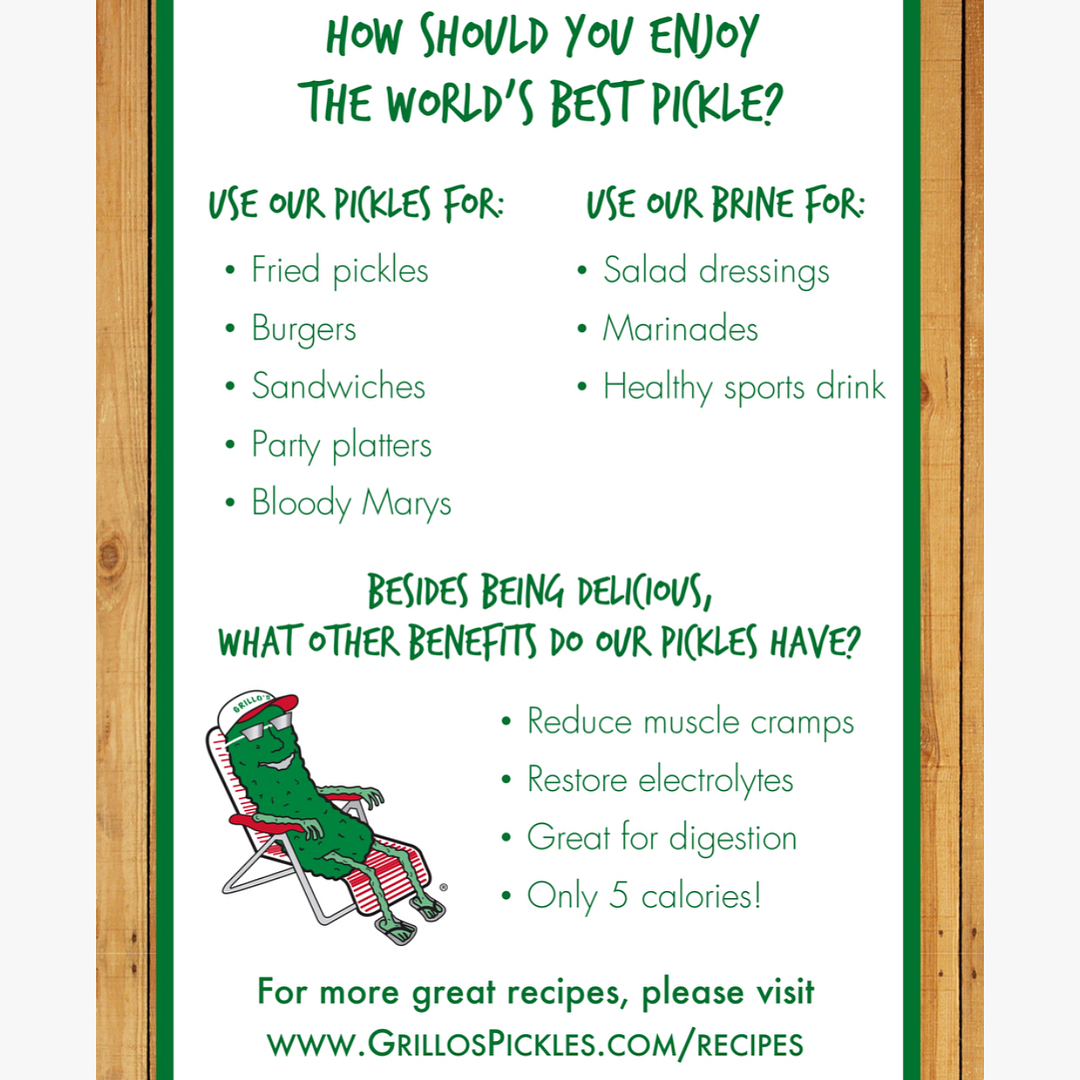 HOW SHOULD YOU ENJOY
THE WORLD'S BEST PICKLE?
USE OUR PICKLES FOR:
• Fried pickles
• Burgers
• Sandwiches
• Party platters
• Bloody Marys
USE OUR BRINE FOR:
• Salad dressings
• Marinades
• Healthy sports drink
BESIDES BEING DELICIOUS,
WHAT OTHER BENEFITS DO OUR PICKLES HAVE?
GRILLO'S
®
• Reduce muscle cramps
• Restore electrolytes
• Great for digestion
• Only 5 calories!
For more great recipes, please visit
WWW.GRILLOSPICKLES.COM/RECIPES